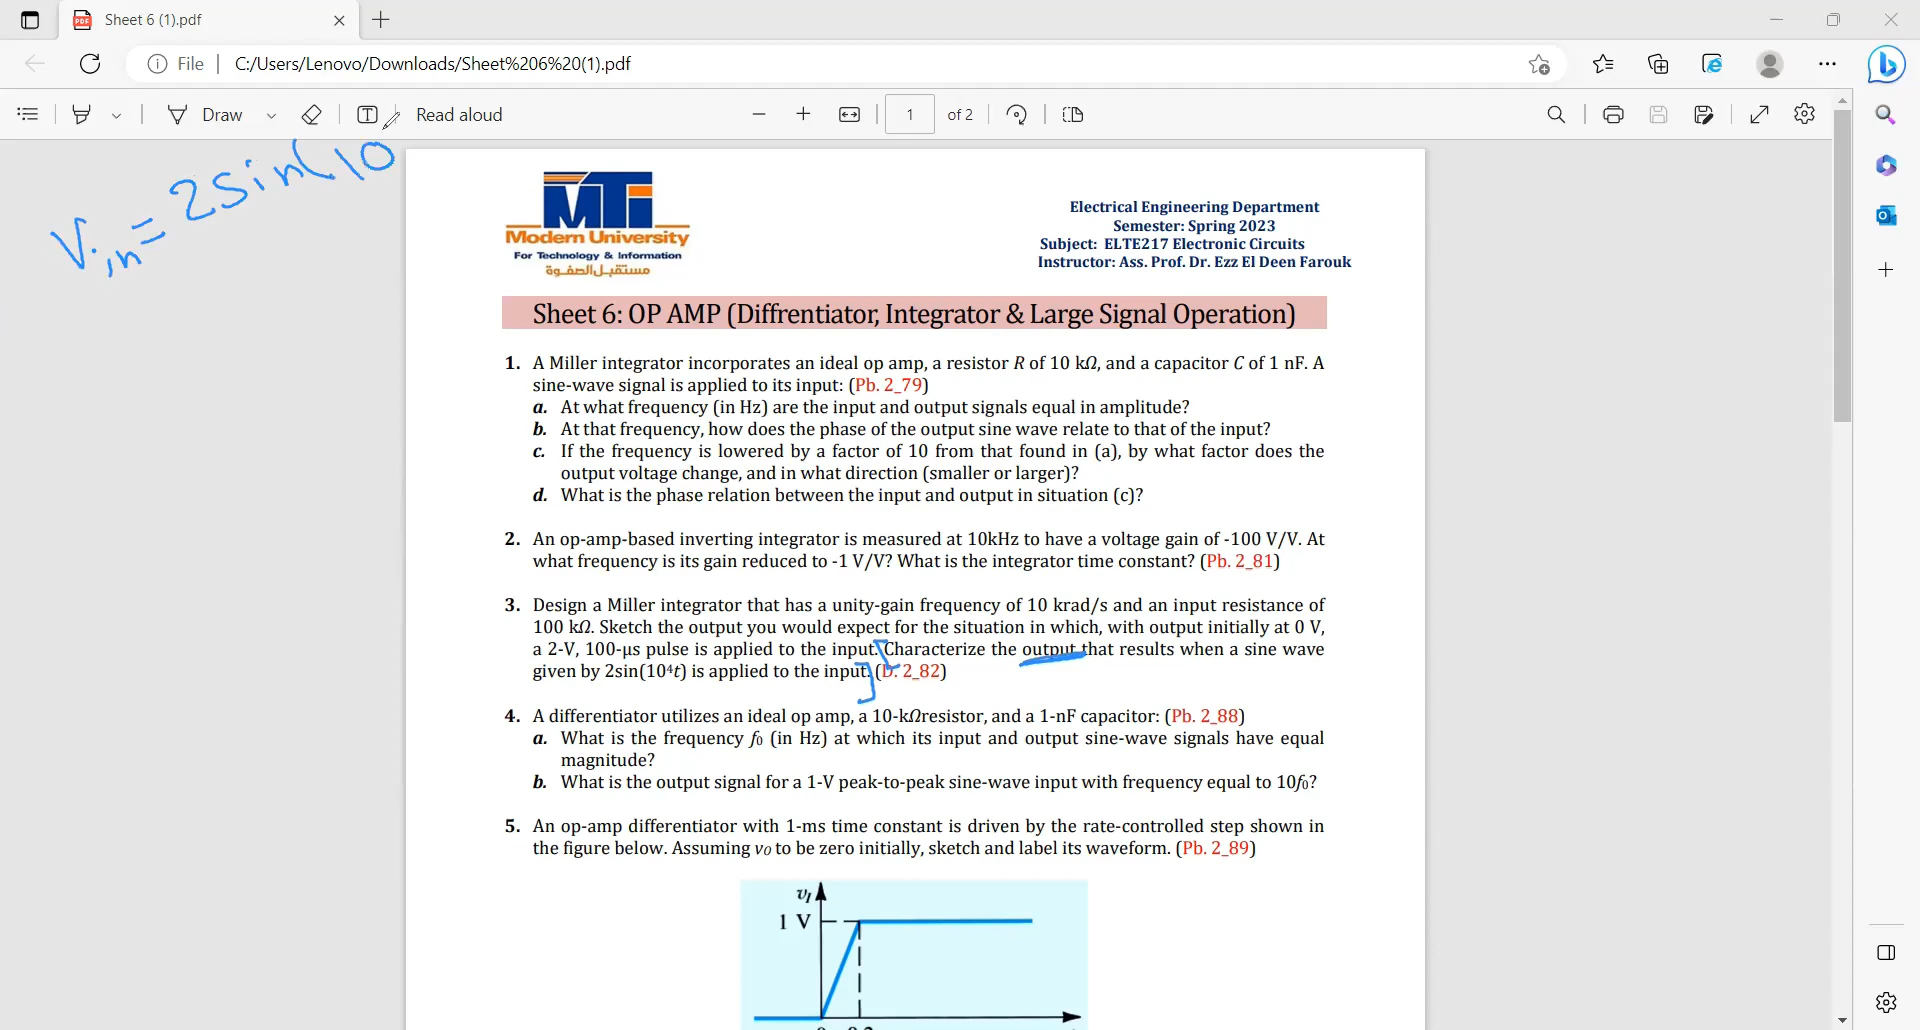 Sheet 6 (1).pdf
File
C:/Users/Lenovo/Downloads/Sheet%206%20(1).pdf
Draw
Read aloud
1
of 2
Vin = 2Sin(10
MTi
Modern University
For Technology & Information
مستقبل الصفوة
Electrical Engineering Department
Semester: Spring 2023
Subject: ELTE217 Electronic Circuits
Instructor: Ass. Prof. Dr. Ezz El Deen Farouk
Sheet 6: OP AMP (Diffrentiator, Integrator & Large Signal Operation)
1. A Miller integrator incorporates an ideal op amp, a resistor R of 10 kΩ, and a capacitor C of 1 nF. A
sine-wave signal is applied to its input: (Pb. 2_79)
a. At what frequency (in Hz) are the input and output signals equal in amplitude?
b. At that frequency, how does the phase of the output sine wave relate to that of the input?
c. If the frequency is lowered by a factor of 10 from that found in (a), by what factor does the
output voltage change, and in what direction (smaller or larger)?
d. What is the phase relation between the input and output in situation (c)?
2. An op-amp-based inverting integrator is measured at 10kHz to have a voltage gain of -100 V/V. At
what frequency is its gain reduced to -1 V/V? What is the integrator time constant? (Pb. 2_81)
3. Design a Miller integrator that has a unity-gain frequency of 10 krad/s and an input resistance of
100 kΩ. Sketch the output you would expect for the situation in which, with output initially at 0 V,
a 2-V, 100-μs pulse is applied to the input. Characterize the output that results when a sine wave
given by 2sin(10⁴t) is applied to the input. (D. 2_82)
4. A differentiator utilizes an ideal op amp, a 10-kΩresistor, and a 1-nF capacitor: (Pb. 2_88)
a. What is the frequency f₀ (in Hz) at which its input and output sine-wave signals have equal
magnitude?
b. What is the output signal for a 1-V peak-to-peak sine-wave input with frequency equal to 10f₀?
5. An op-amp differentiator with 1-ms time constant is driven by the rate-controlled step shown in
the figure below. Assuming vO to be zero initially, sketch and label its waveform. (Pb. 2_89)
vI
1 V